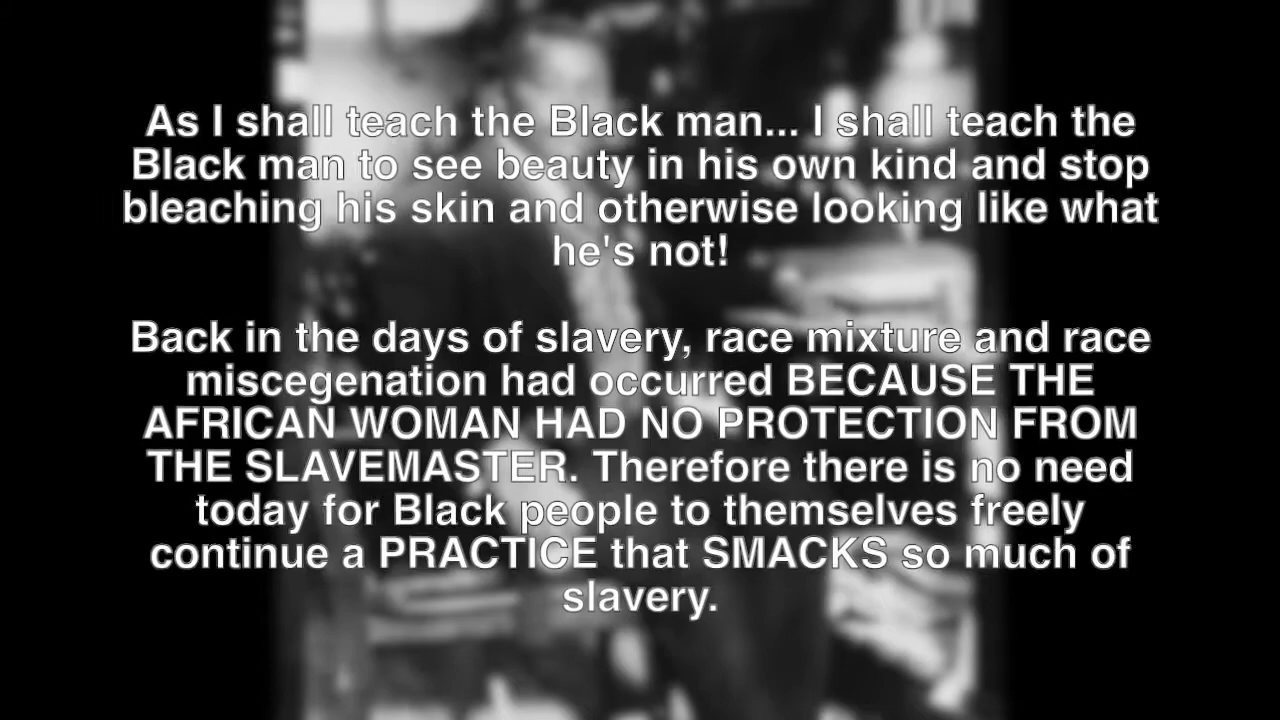 As I shall teach the Black man... I shall teach the
Black man to see beauty in his own kind and stop
bleaching his skin and otherwise looking like what
he's not!
Back in the days of slavery, race mixture and race
miscegenation had occurred BECAUSE THE
AFRICAN WOMAN HAD NO PROTECTION FROM
THE SLAVEMASTER. Therefore there is no need
today for Black people to themselves freely
continue a PRACTICE that SMACKS so much of
slavery.